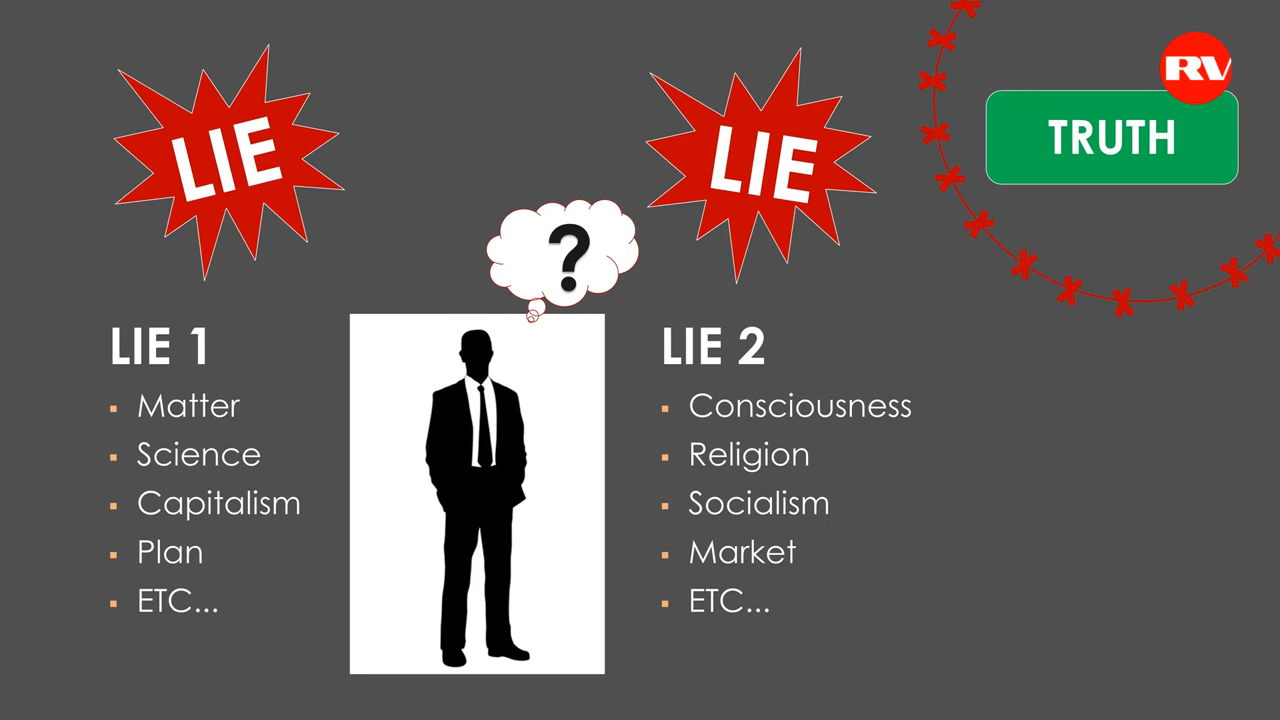 LIE
LIE
RV
TRUTH
?
LIE 1
Matter
Science
Capitalism
Plan
ETC...
LIE 2
Consciousness
Religion
Socialism
Market
ETC...